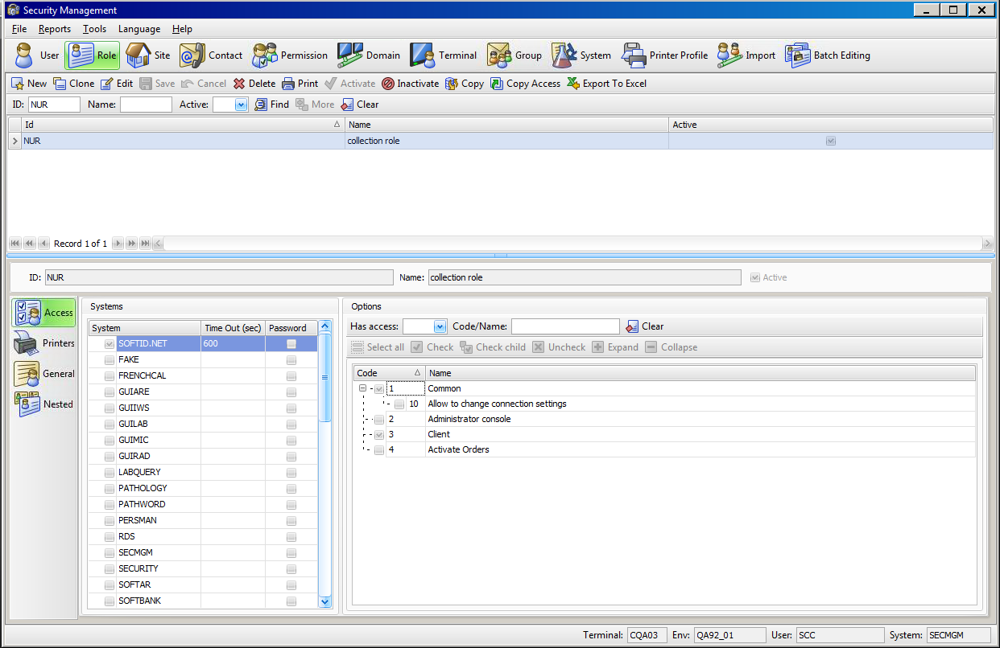 Security Management
File Reports Tools Language Help
User Role Site Contact Permission Domain Terminal Group System Printer Profile Import Batch Editing
New Clone Edit Save Cancel Delete Print Activate Inactivate Copy Copy Access Export To Excel
ID: NUR Name: Active: Find More Clear
Id Name Active
NUR collection role
Record 1 of 1
ID: NUR Name: collection role Active
Access
Printers
General
Nested
Systems
System Time Out (sec) Password
SOFTID.NET 600
FAKE
FRENCHCAL
GUIARE
GUIIWS
GUILAB
GUIMIC
GUIRAD
LABQUERY
PATHOLOGY
PATHWORD
PERSMAN
RDS
SECMGM
SECURITY
SOFTAR
SOFTBANK
Options
Has access: Code/Name: Clear
Select all Check Check child Uncheck Expand Collapse
Code Name
1 Common
10 Allow to change connection settings
2 Administrator console
3 Client
4 Activate Orders
Terminal: CQA03 Env: QA92_01 User: SCC System: SECMGM